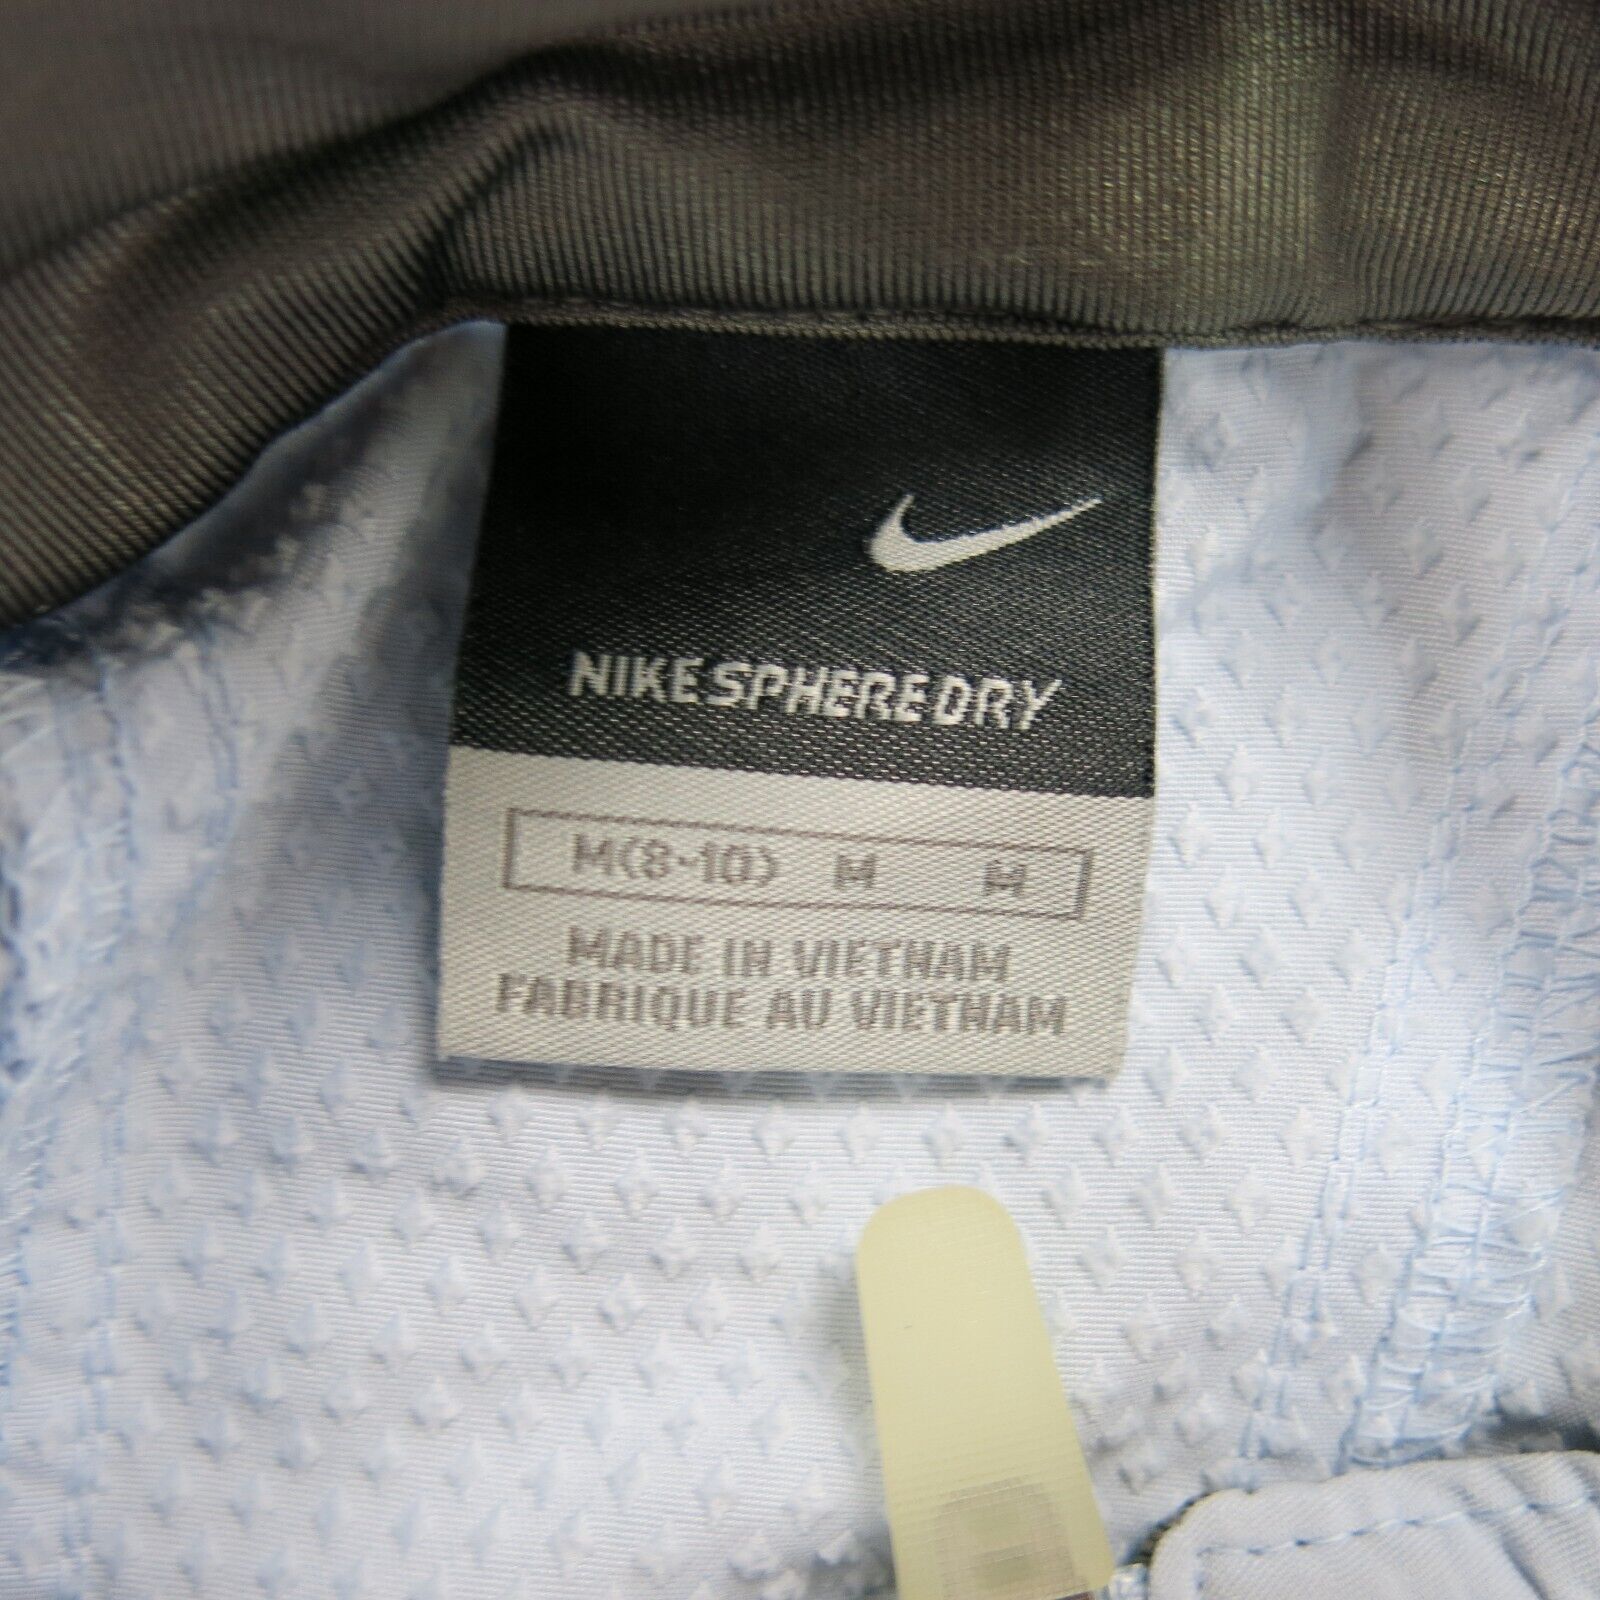 NIKE SPHERE DRY
M(8-10) M M
MADE IN VIETNAM
FABRIQUE AU VIETNAM